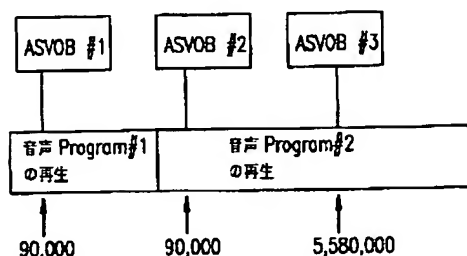 ASVOB #1
ASVOB #2
ASVOB #3
音声 Program#1
の再生
音声 Program#2
の再生
90,000
90,000
5,580,000